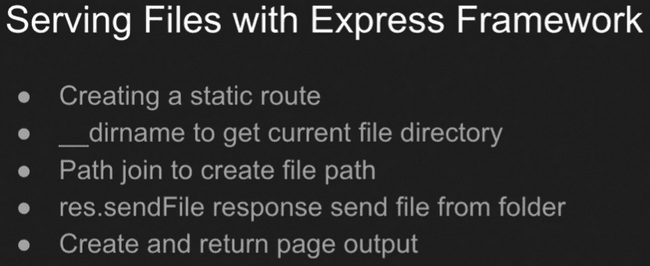 Serving Files with Express Framework
● Creating a static route
● __dirname to get current file directory
● Path join to create file path
● res.sendFile response send file from folder
● Create and return page output